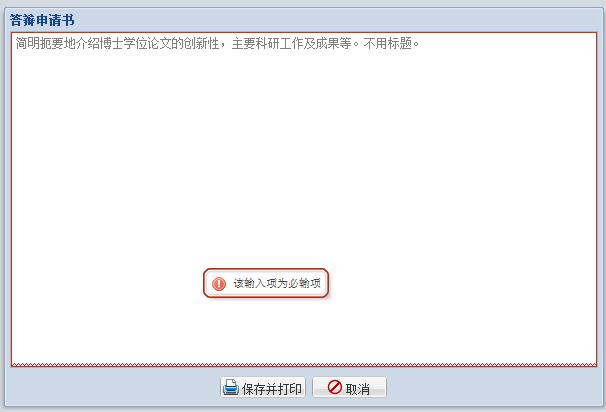 答辩申请书
简明扼要地介绍博士学位论文的创新性，主要科研工作及成果等。不用标题。
该输入项为必输项
保存并打印 取消